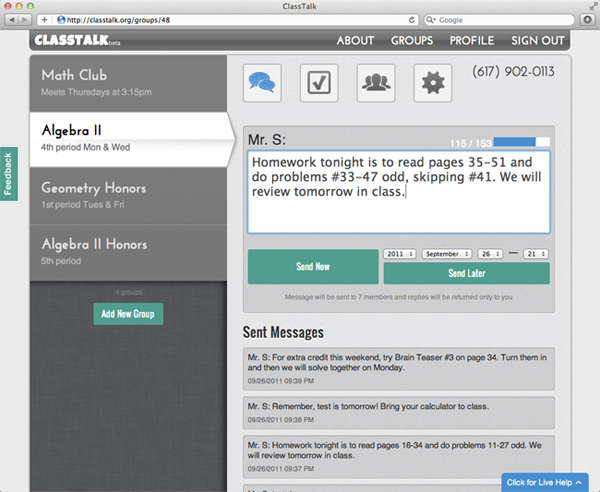 ClassTalk
http://classtalk.org/groups/48
Google
CLASSTALK beta
ABOUT GROUPS PROFILE SIGN OUT
Math Club
Meets Thursdays at 3:15pm
Algebra II
4th period Mon & Wed
Geometry Honors
1st period Tues & Fri
Algebra II Honors
5th period
4 groups
Add New Group
Feedback
(617) 902-0113
Mr. S:
115 / 153
Homework tonight is to read pages 35-51 and
do problems #33-47 odd, skipping #41. We will
review tomorrow in class.
Send Now
2011 September 26 — 21
Send Later
Message will be sent to 7 members and replies will be returned only to you
Sent Messages
Mr. S: For extra credit this weekend, try Brain Teaser #3 on page 34. Turn them in
and then we will solve together on Monday.
09/26/2011 09:39 PM
Mr. S: Remember, test is tomorrow! Bring your calculator to class.
09/26/2011 09:38 PM
Mr. S: Homework tonight is to read pages 16-34 and do problems 11-27 odd. We
will review tomorrow in class.
09/26/2011 09:37 PM
Click for Live Help